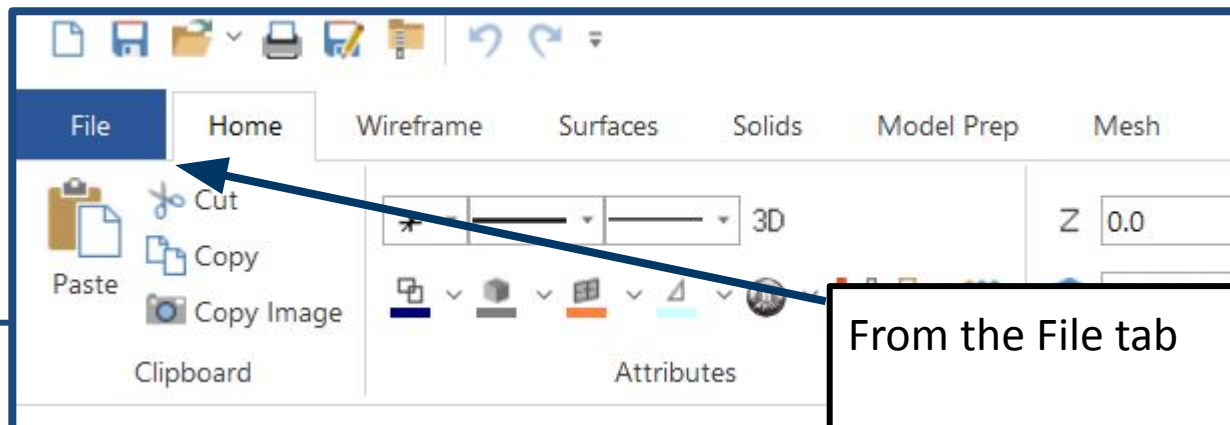 File Home Wireframe Surfaces Solids Model Prep Mesh
Cut
Copy
Paste
Copy Image
Clipboard
3D
Z 0.0
Attributes
From the File tab